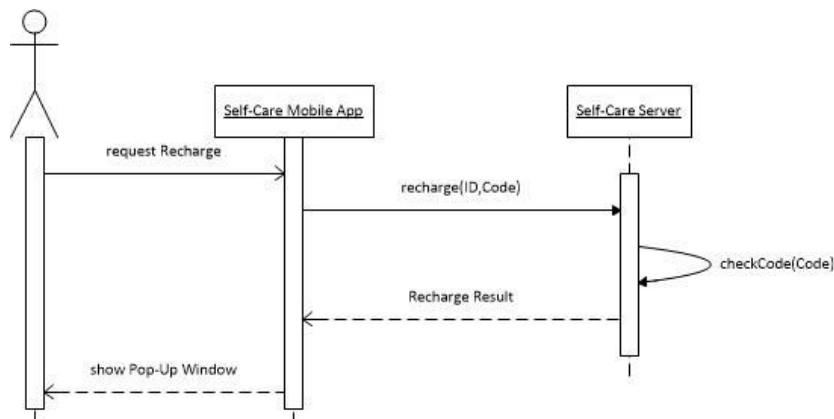 Self-Care Mobile App
Self-Care Server
request Recharge
recharge(ID,Code)
checkCode(Code)
Recharge Result
show Pop-Up Window